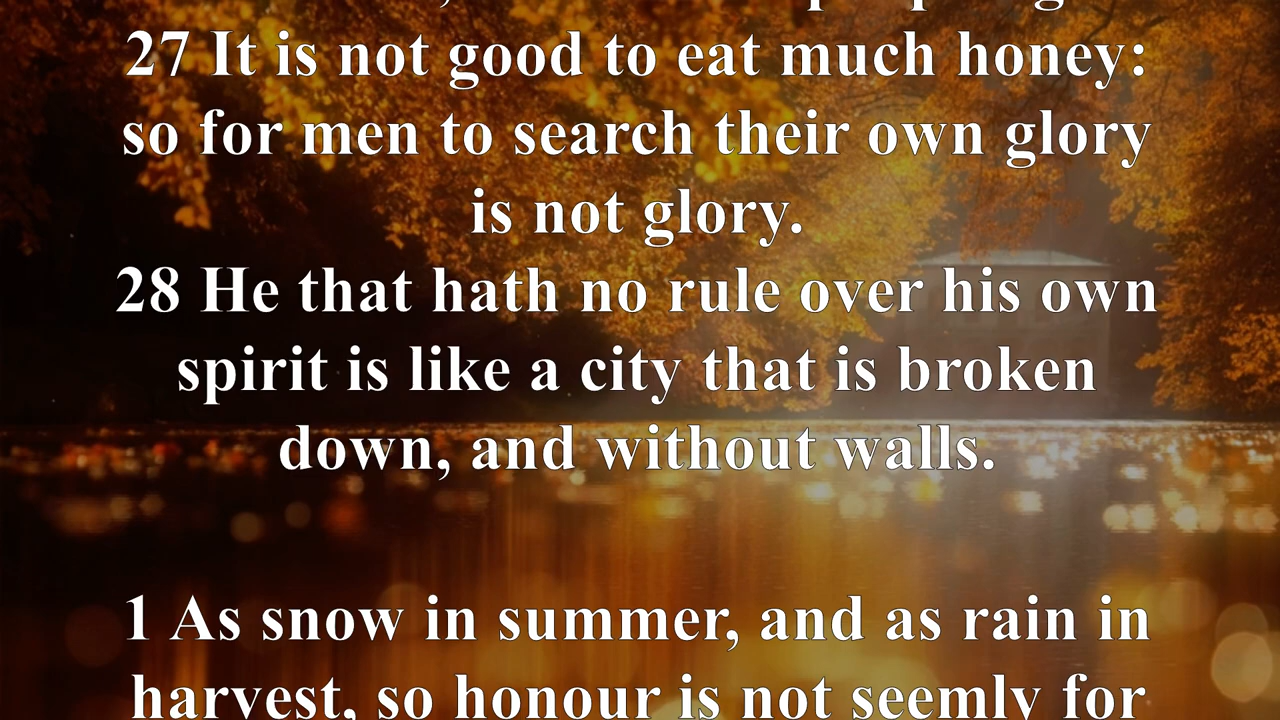 27 It is not good to eat much honey:
so for men to search their own glory
is not glory.
28 He that hath no rule over his own
spirit is like a city that is broken
down, and without walls.
1 As snow in summer, and as rain in
harvest, so honour is not seemly for